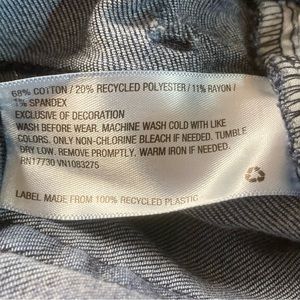 68% COTTON / 20% RECYCLED POLYESTER / 11% RAYON /
1% SPANDEX
EXCLUSIVE OF DECORATION
WASH BEFORE WEAR. MACHINE WASH COLD WITH LIKE
COLORS. ONLY NON-CHLORINE BLEACH IF NEEDED. TUMBLE
DRY LOW. REMOVE PROMPTLY. WARM IRON IF NEEDED.
RN17730 VN1083275
LABEL MADE FROM 100% RECYCLED PLASTIC